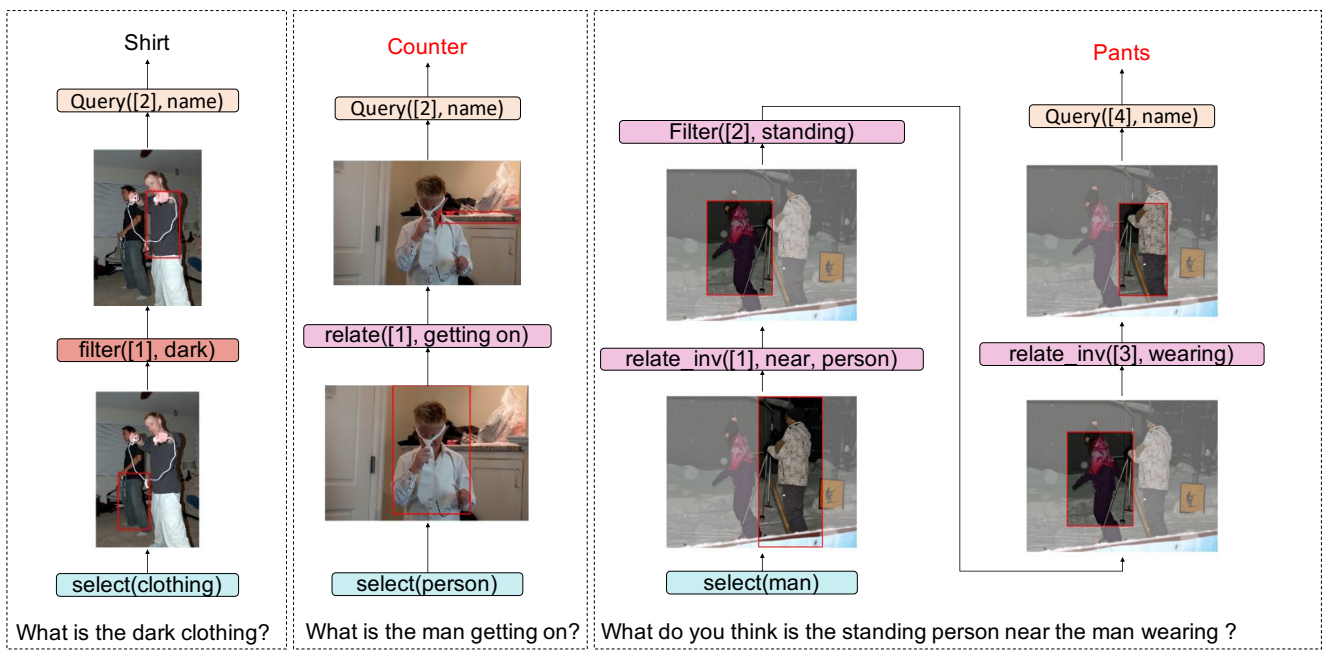 Shirt
Query([2], name)
filter([1], dark)
select(clothing)
What is the dark clothing?
Counter
Query([2], name)
relate([1], getting on)
select(person)
What is the man getting on?
Filter([2], standing)
relate_inv([1], near, person)
select(man)
Pants
Query([4], name)
relate_inv([3], wearing)
What do you think is the standing person near the man wearing ?